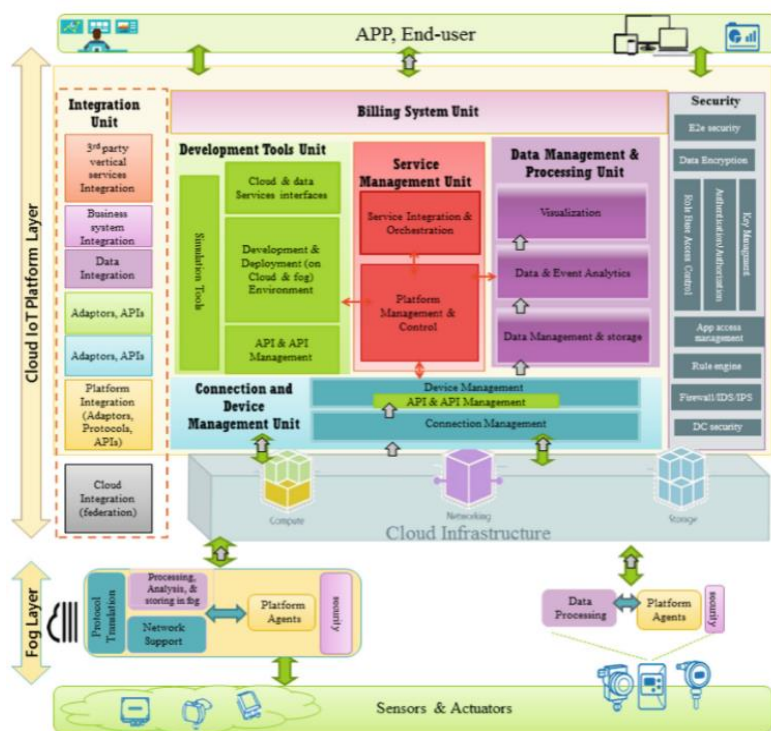 APP, End-user
Cloud IoT Platform Layer
Integration
Unit
3rd party
vertical
services
Integration
Business
system
Integration
Data
Integration
Adaptors, APIs
Adaptors, APIs
Platform
Integration
(Adaptors,
Protocols,
APIs)
Cloud
Integration
(federation)
Billing System Unit
Development Tools Unit
Simulation Tools
Cloud & data
Services interfaces
Development &
Deployment (on
Cloud & fog)
Environment
API & API
Management
Service
Management Unit
Service Integration &
Orchestration
Platform
Management &
Control
Data Management &
Processing Unit
Visualization
Data & Event Analytics
Data Management & storage
Connection and
Device
Management Unit
Device Management
API & API Management
Connection Management
Security
E2e security
Data Encryption
Role Base Access Control
Authentication/Authorization
Key Managment
App access
management
Rule engine
Firewall/IDS/IPS
DC security
Compute
Networking
Storage
Cloud Infrastructure
Fog Layer
Protocol
Translation
Processing,
Analysis, &
storing in fog
Network
Support
Platform
Agents
security
Data
Processing
Platform
Agents
security
Sensors & Actuators